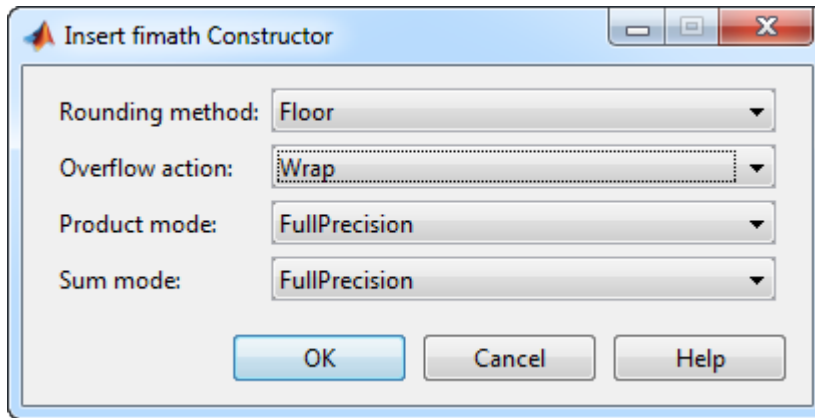 Insert fimath Constructor
Rounding method: Floor
Overflow action: Wrap
Product mode: FullPrecision
Sum mode: FullPrecision
OK Cancel Help